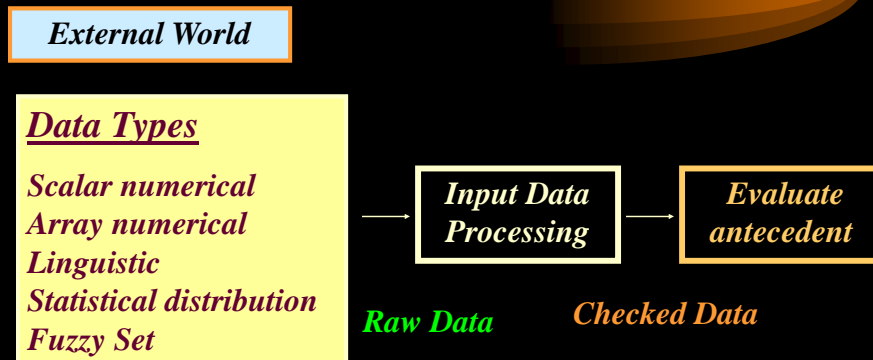 External World
Data Types
Scalar numerical
Array numerical
Linguistic
Statistical distribution
Fuzzy Set
Input Data
Processing
Evaluate
antecedent
Raw Data
Checked Data